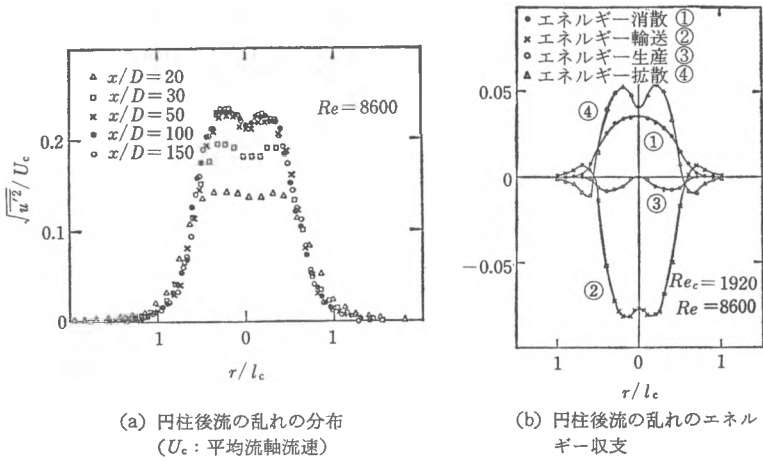 △ x/D=20
□ x/D=30
× x/D=50
● x/D=100
○ x/D=150
Re=8600
0.2
0.1
0
√u'²/Uc
1 0 1
r/lc
(a) 円柱後流の乱れの分布
(Uc:平均流軸流速)
• エネルギー消散 ①
× エネルギー輸送 ②
○ エネルギー生産 ③
△ エネルギー拡散 ④
0.05
0
−0.05
④
①
③
②
Rec=1920
Re=8600
1 0 1
r/lc
(b) 円柱後流の乱れのエネル
ギー収支